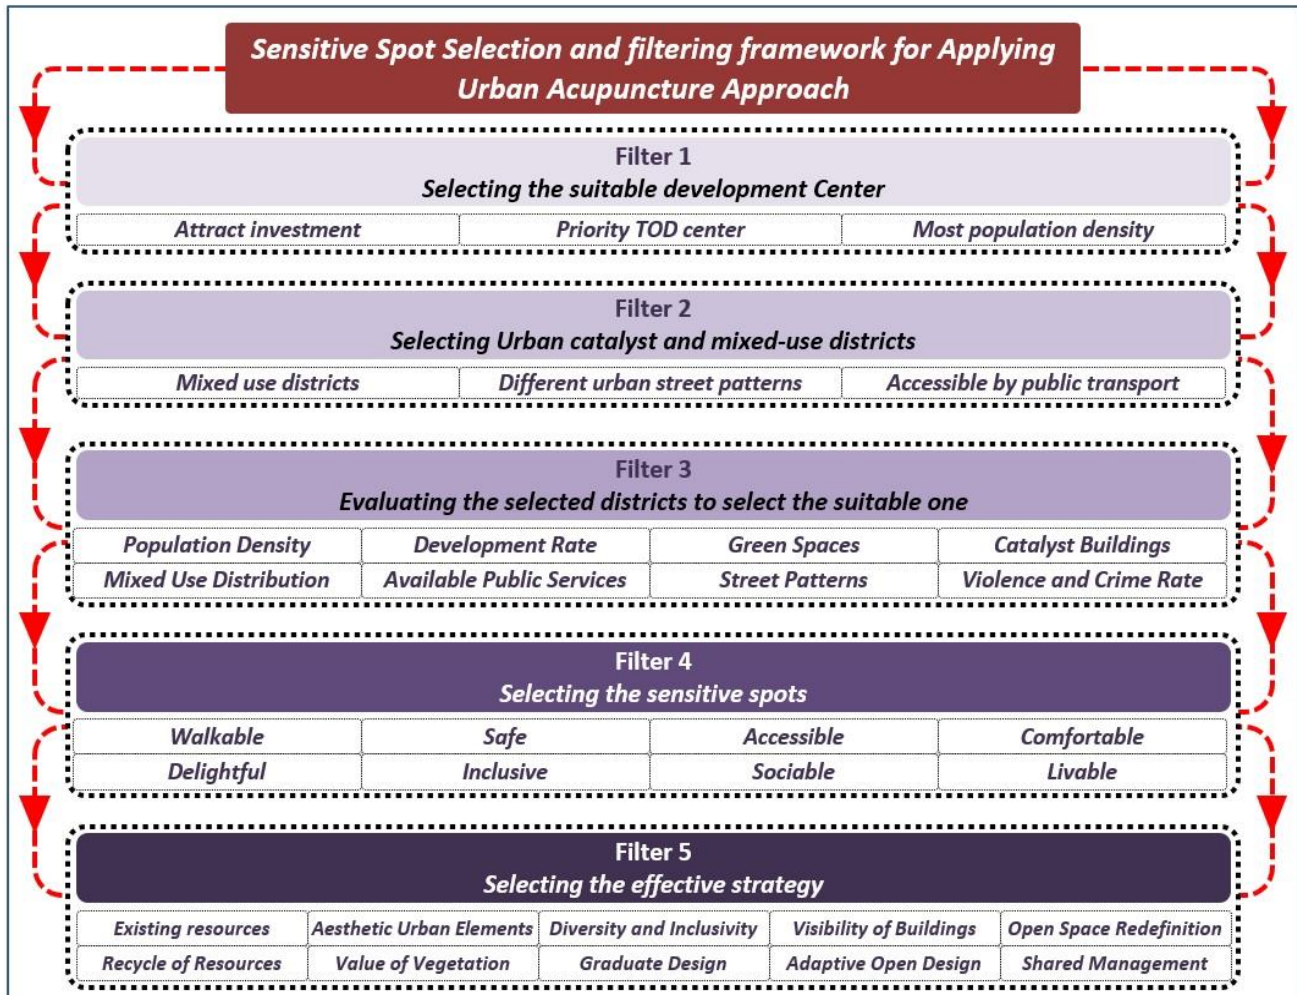 Sensitive Spot Selection and filtering framework for Applying
Urban Acupuncture Approach
Filter 1
Selecting the suitable development Center
Attract investment Priority TOD center Most population density
Filter 2
Selecting Urban catalyst and mixed-use districts
Mixed use districts Different urban street patterns Accessible by public transport
Filter 3
Evaluating the selected districts to select the suitable one
Population Density Development Rate Green Spaces Catalyst Buildings
Mixed Use Distribution Available Public Services Street Patterns Violence and Crime Rate
Filter 4
Selecting the sensitive spots
Walkable Safe Accessible Comfortable
Delightful Inclusive Sociable Livable
Filter 5
Selecting the effective strategy
Existing resources Aesthetic Urban Elements Diversity and Inclusivity Visibility of Buildings Open Space Redefinition
Recycle of Resources Value of Vegetation Graduate Design Adaptive Open Design Shared Management